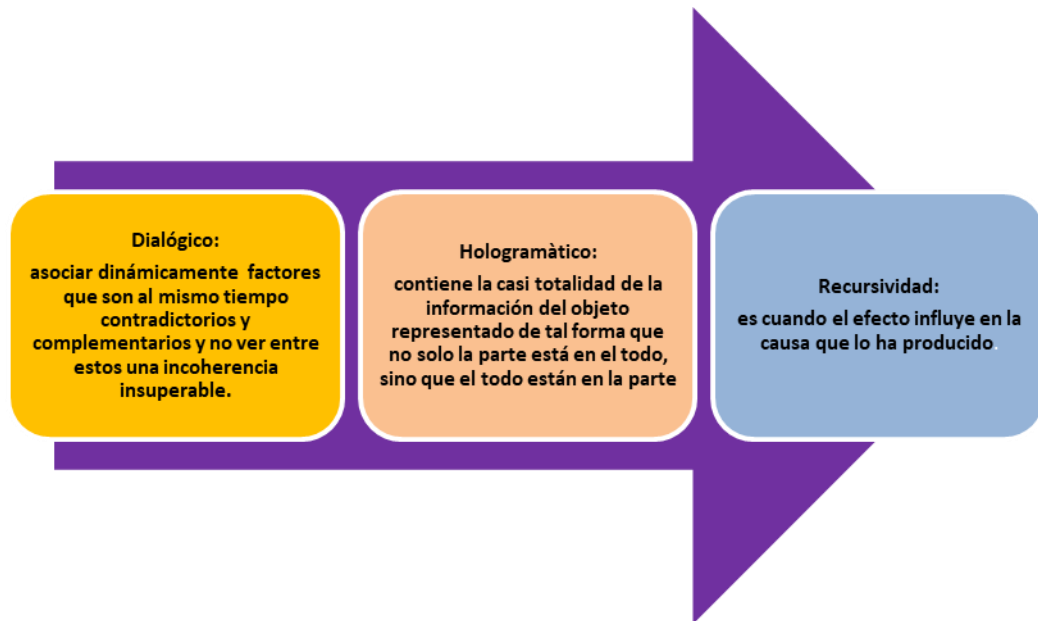 Dialógico:
asociar dinámicamente factores
que son al mismo tiempo
contradictorios y
complementarios y no ver entre
estos una incoherencia
insuperable.
Hologramàtico:
contiene la casi totalidad de la
información del objeto
representado de tal forma que
no solo la parte está en el todo,
sino que el todo están en la parte
Recursividad:
es cuando el efecto influye en la
causa que lo ha producido.